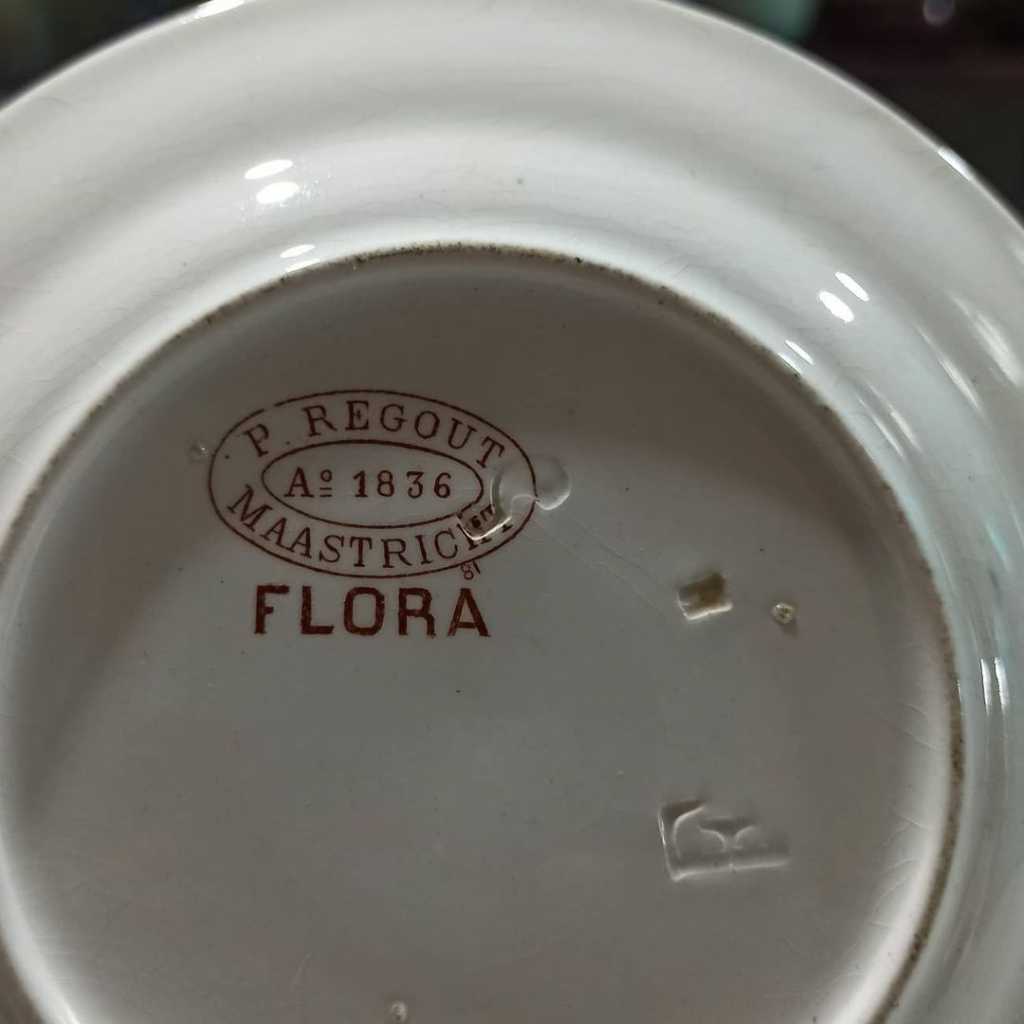 P. REGOUT
Aº 1836
MAASTRICHT
81
FLORA